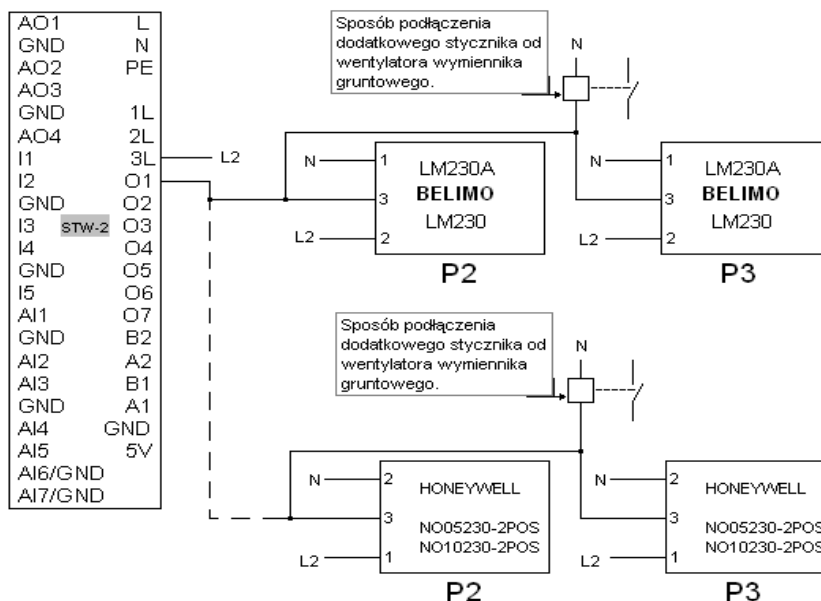 AO1 L
GND N
AO2 PE
AO3
GND 1L
AO4 2L
I1 3L
I2 O1
GND O2
I3 STW-2 O3
I4 O4
GND O5
I5 O6
AI1 O7
GND B2
AI2 A2
AI3 B1
GND A1
AI4 GND
AI5 5V
AI6/GND
AI7/GND
L2
Sposób podłączenia
dodatkowego stycznika od
wentylatora wymiennika
gruntowego.
N
N 1 LM230A
BELIMO
3
LM230
L2 2
P2
N 1 LM230A
BELIMO
3
LM230
L2 2
P3
Sposób podłączenia
dodatkowego stycznika od
wentylatora wymiennika
gruntowego.
N
N 2 HONEYWELL
3 NO05230-2POS
NO10230-2POS
L2 1
P2
N 2 HONEYWELL
3 NO05230-2POS
NO10230-2POS
L2 1
P3